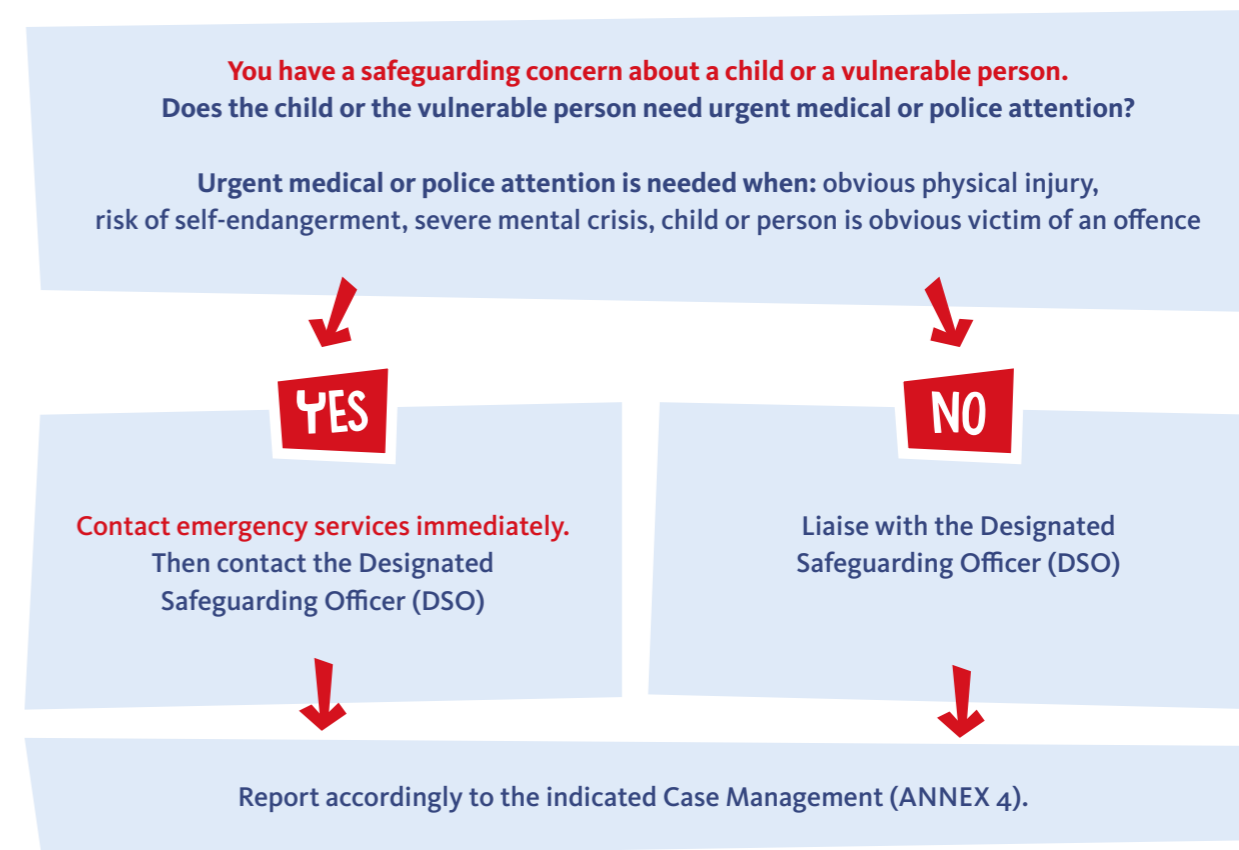 You have a safeguarding concern about a child or a vulnerable person.
Does the child or the vulnerable person need urgent medical or police attention?
Urgent medical or police attention is needed when: obvious physical injury,
risk of self-endangerment, severe mental crisis, child or person is obvious victim of an offence
YES
Contact emergency services immediately.
Then contact the Designated
Safeguarding Officer (DSO)
NO
Liaise with the Designated
Safeguarding Officer (DSO)
Report accordingly to the indicated Case Management (ANNEX 4).